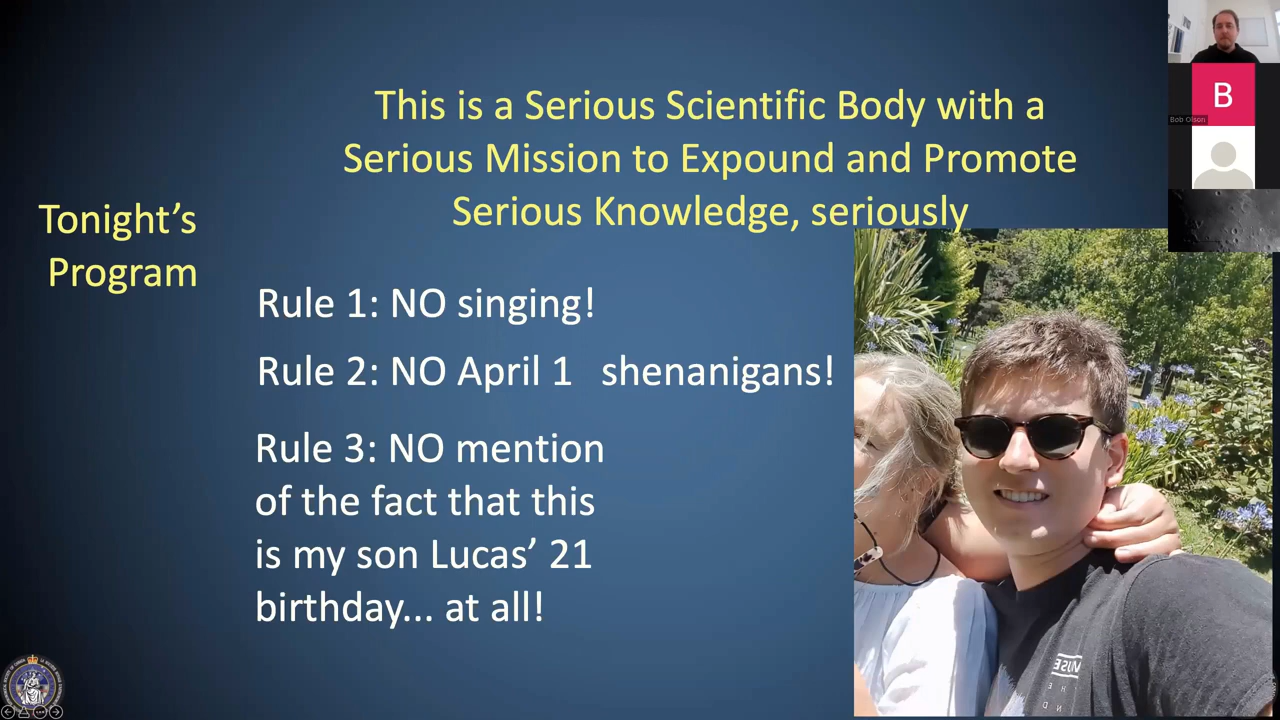 This is a Serious Scientific Body with a
Serious Mission to Expound and Promote
Serious Knowledge, seriously
Tonight's
Program
Rule 1: NO singing!
Rule 2: NO April 1 shenanigans!
Rule 3: NO mention
of the fact that this
is my son Lucas' 21
birthday... at all!
B
Bob Olson
MUSE